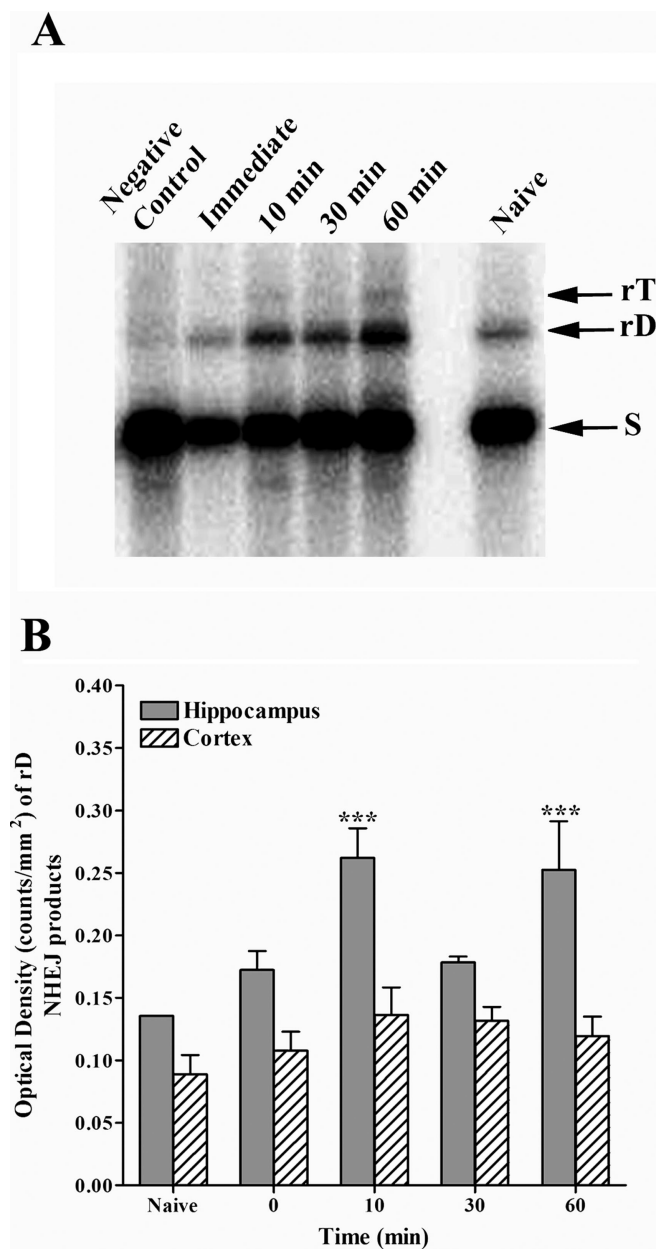 A
Negative
Control
Immediate
10 min
30 min
60 min
Naive
rT
rD
S
B
Optical Density (counts/mm²) of rD
NHEJ products
0.40
0.35
0.30
0.25
0.20
0.15
0.10
0.05
0.00
Hippocampus
Cortex
***
***
Naive 0 10 30 60
Time (min)